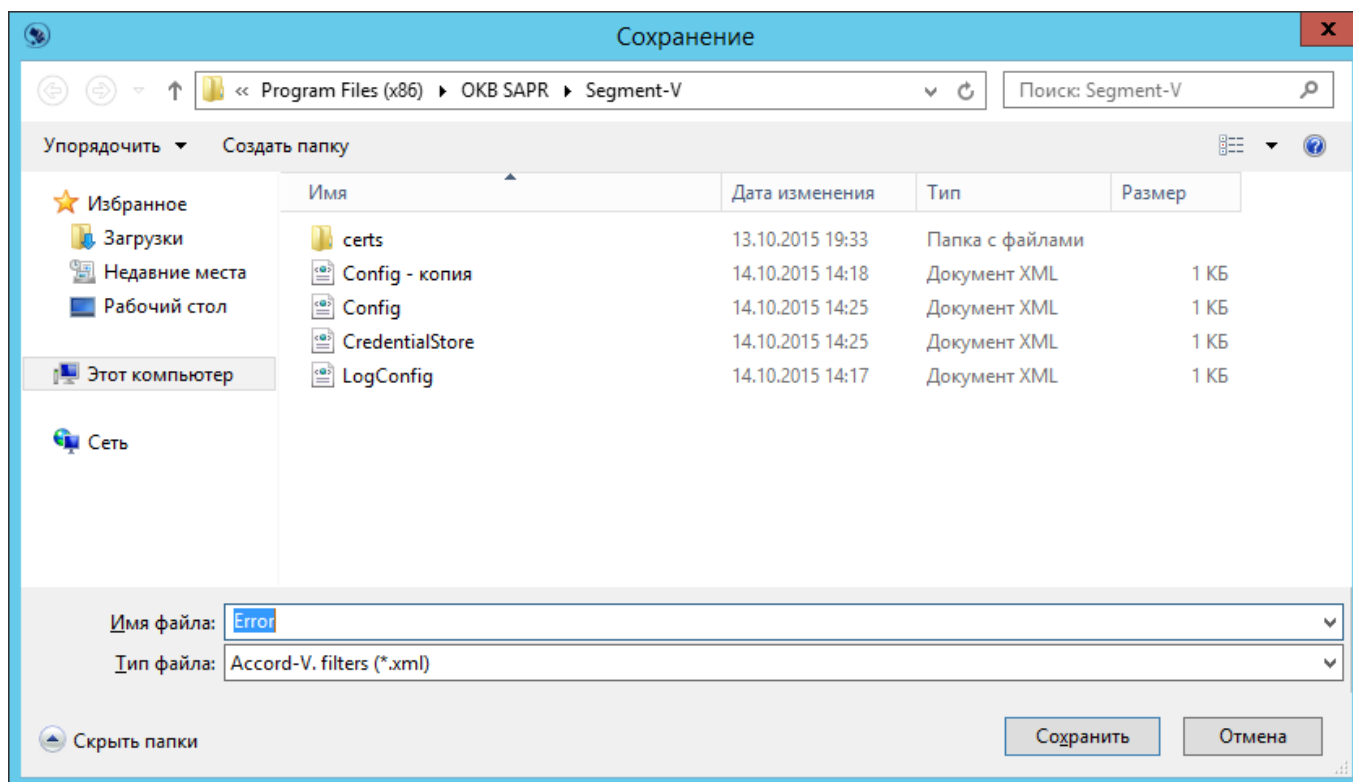 Сохранение
x
« Program Files (x86) OKB SAPR Segment-V Поиск: Segment-V
Упорядочить Создать папку
Избранное
Загрузки
Недавние места
Рабочий стол
Этот компьютер
Сеть
Имя Дата изменения Тип Размер
certs 13.10.2015 19:33 Папка с файлами
Config - копия 14.10.2015 14:18 Документ XML 1 КБ
Config 14.10.2015 14:25 Документ XML 1 КБ
CredentialStore 14.10.2015 14:25 Документ XML 1 КБ
LogConfig 14.10.2015 14:17 Документ XML 1 КБ
Имя файла: Error
Тип файла: Accord-V. filters (*.xml)
Скрыть папки Сохранить Отмена